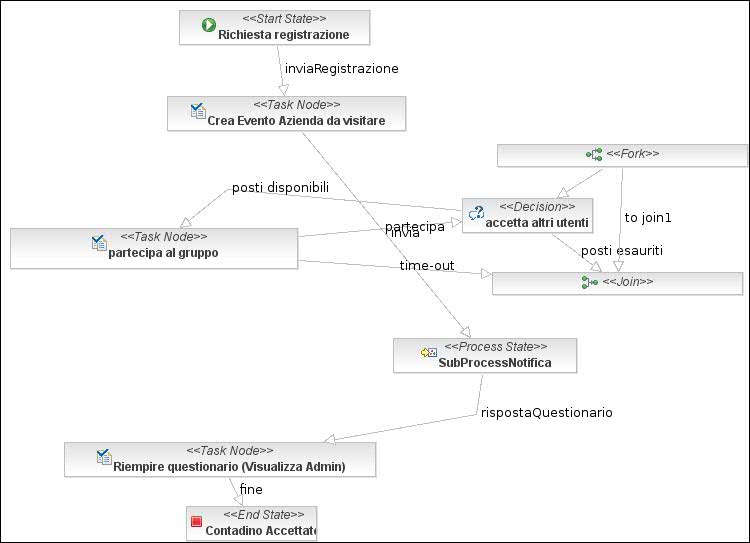 <<Start State>>
Richiesta registrazione
inviaRegistrazione
<<Task Node>>
Crea Evento Azienda da visitare
<<Fork>>
posti disponibili
<<Decision>>
accetta altri utenti
to join1
<<Task Node>>
partecipa al gruppo
partecipa
invia
posti esauriti
time-out
<<Join>>
<<Process State>>
SubProcessNotifica
rispostaQuestionario
<<Task Node>>
Riempire questionario (Visualizza Admin)
fine
<<End State>>
Contadino Accettato